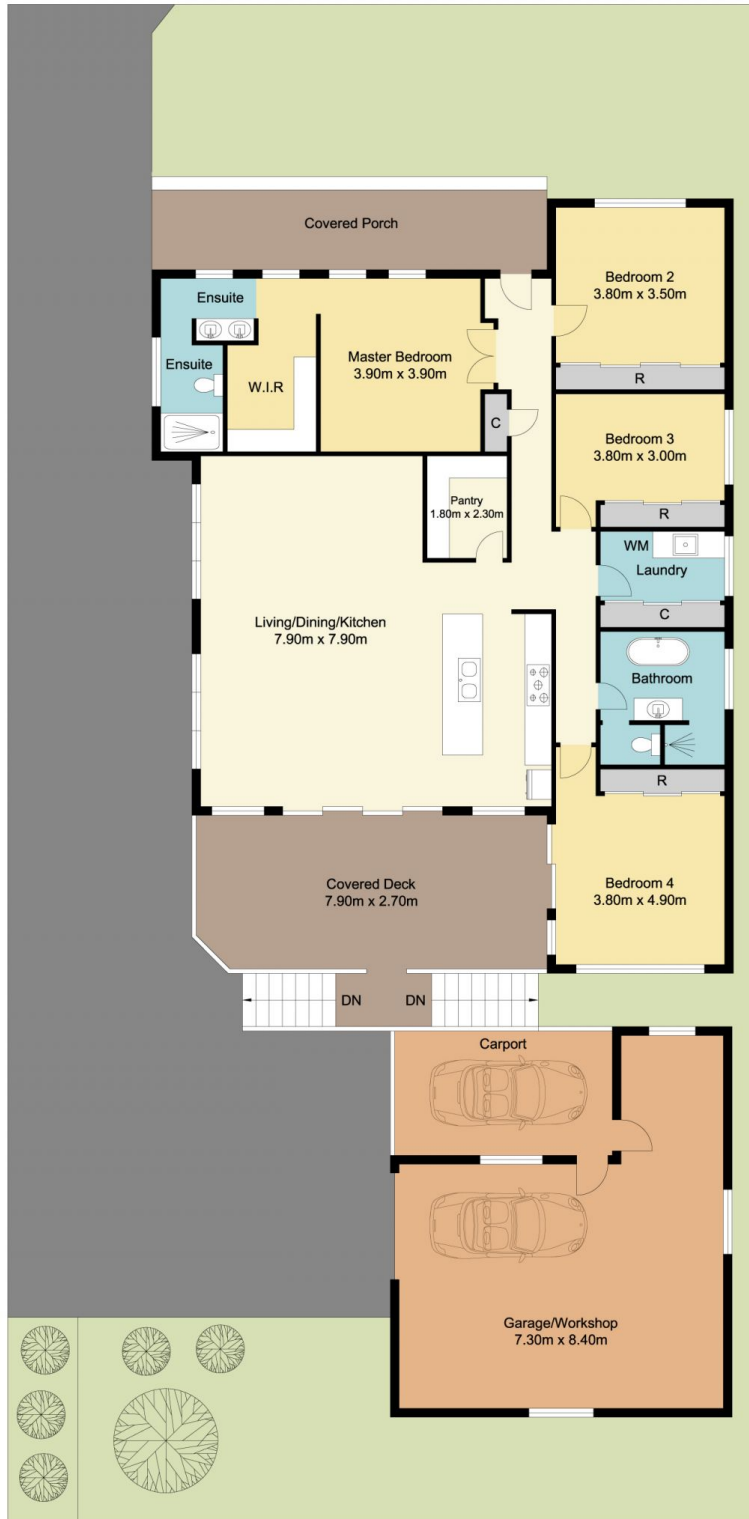 Covered Porch
Ensuite
Bedroom 2
3.80m x 3.50m
Master Bedroom
3.90m x 3.90m
Ensuite
W.I.R
R
C
Bedroom 3
3.80m x 3.00m
Pantry
1.80m x 2.30m
R
WM
Laundry
C
Living/Dining/Kitchen
7.90m x 7.90m
Bathroom
R
Covered Deck
7.90m x 2.70m
Bedroom 4
3.80m x 4.90m
DN
DN
Carport
Garage/Workshop
7.30m x 8.40m